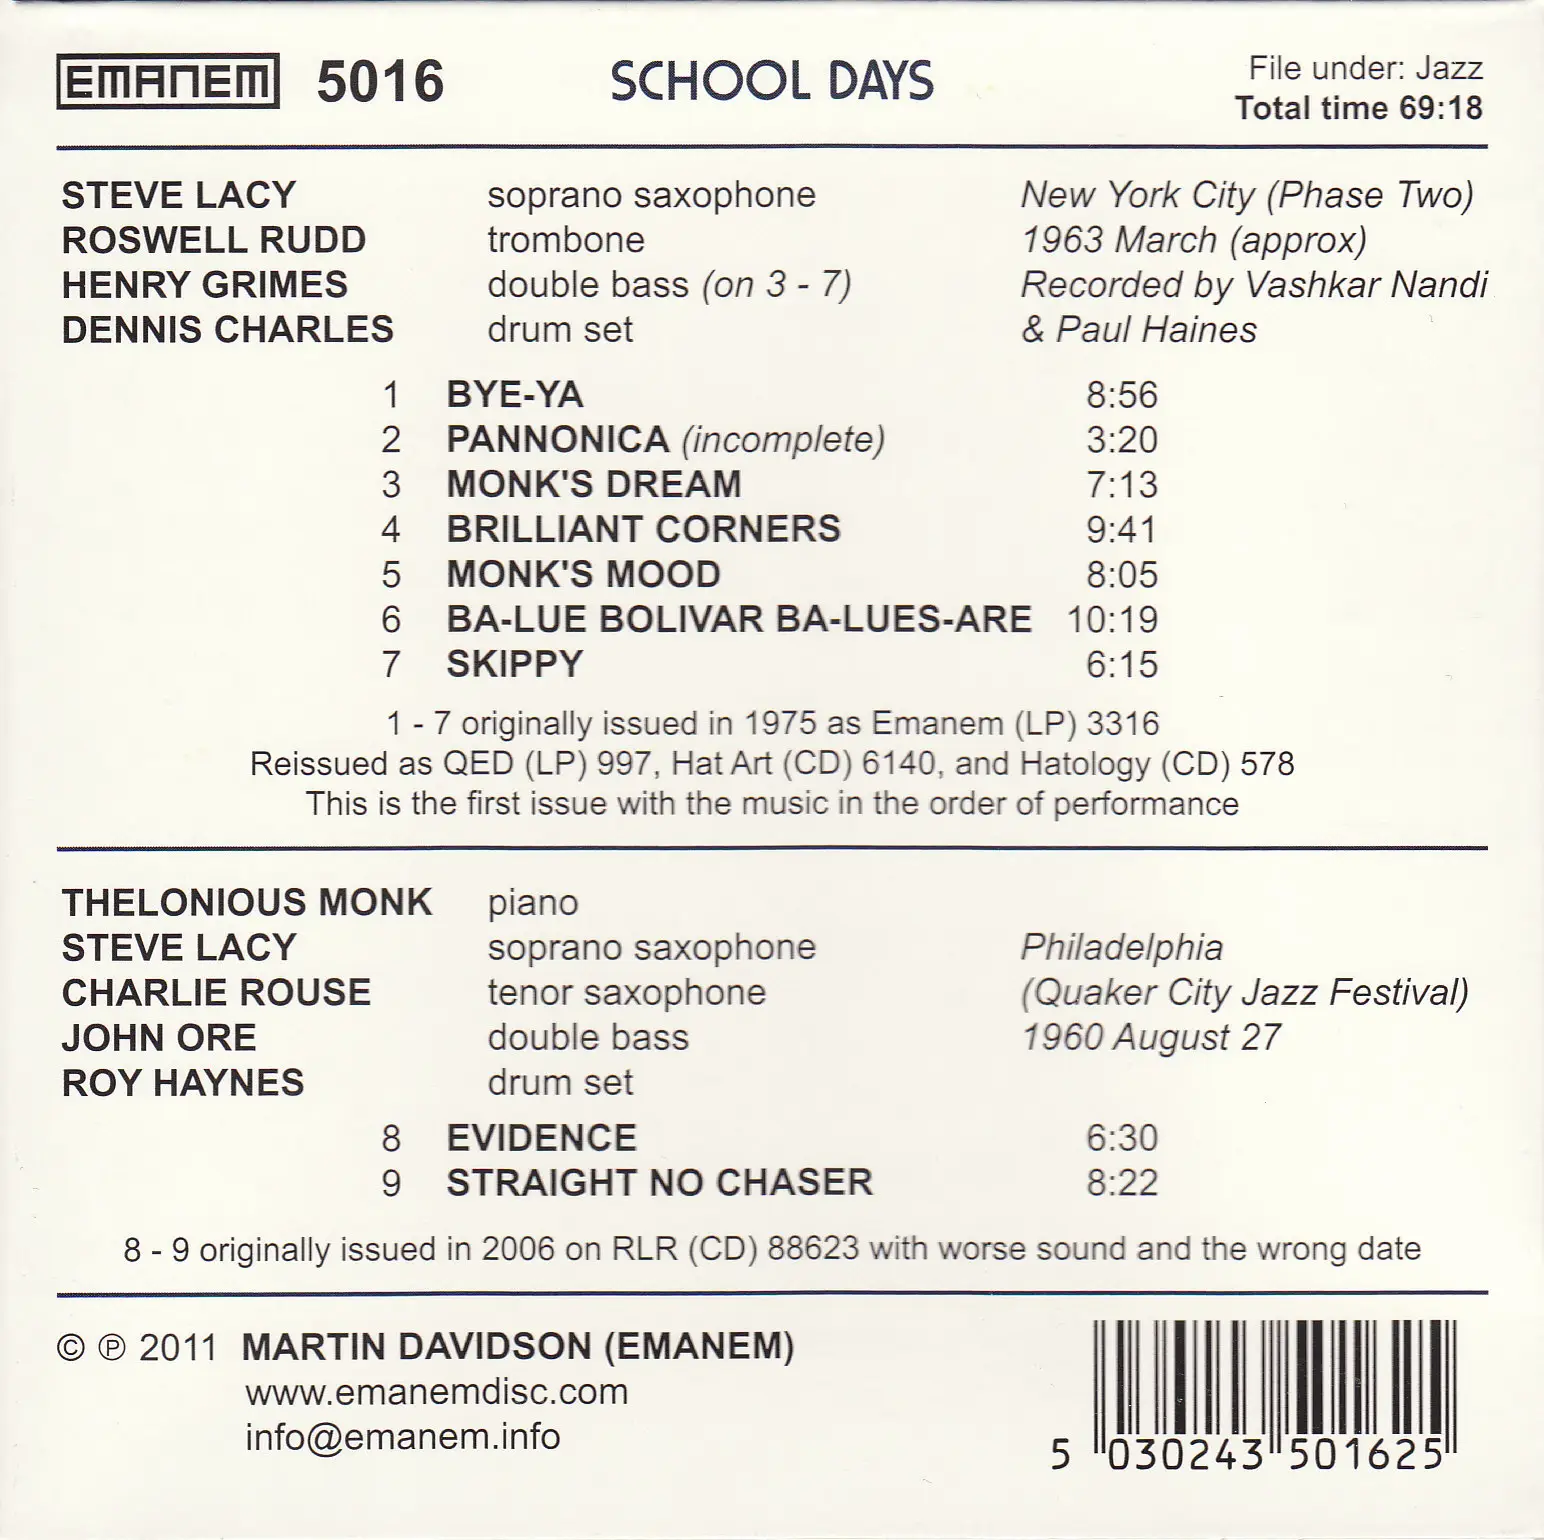 EMANEM 5016 SCHOOL DAYS File under: Jazz
Total time 69:18
STEVE LACY soprano saxophone New York City (Phase Two)
ROSWELL RUDD trombone 1963 March (approx)
HENRY GRIMES double bass (on 3 - 7) Recorded by Vashkar Nandi
DENNIS CHARLES drum set & Paul Haines
1 BYE-YA 8:56
2 PANNONICA (incomplete) 3:20
3 MONK'S DREAM 7:13
4 BRILLIANT CORNERS 9:41
5 MONK'S MOOD 8:05
6 BA-LUE BOLIVAR BA-LUES-ARE 10:19
7 SKIPPY 6:15
1 - 7 originally issued in 1975 as Emanem (LP) 3316
Reissued as QED (LP) 997, Hat Art (CD) 6140, and Hatology (CD) 578
This is the first issue with the music in the order of performance
THELONIOUS MONK piano
STEVE LACY soprano saxophone Philadelphia
CHARLIE ROUSE tenor saxophone (Quaker City Jazz Festival)
JOHN ORE double bass 1960 August 27
ROY HAYNES drum set
8 EVIDENCE 6:30
9 STRAIGHT NO CHASER 8:22
8 - 9 originally issued in 2006 on RLR (CD) 88623 with worse sound and the wrong date
© ℗ 2011 MARTIN DAVIDSON (EMANEM)
www.emanemdisc.com
info@emanem.info
5 030243 501625